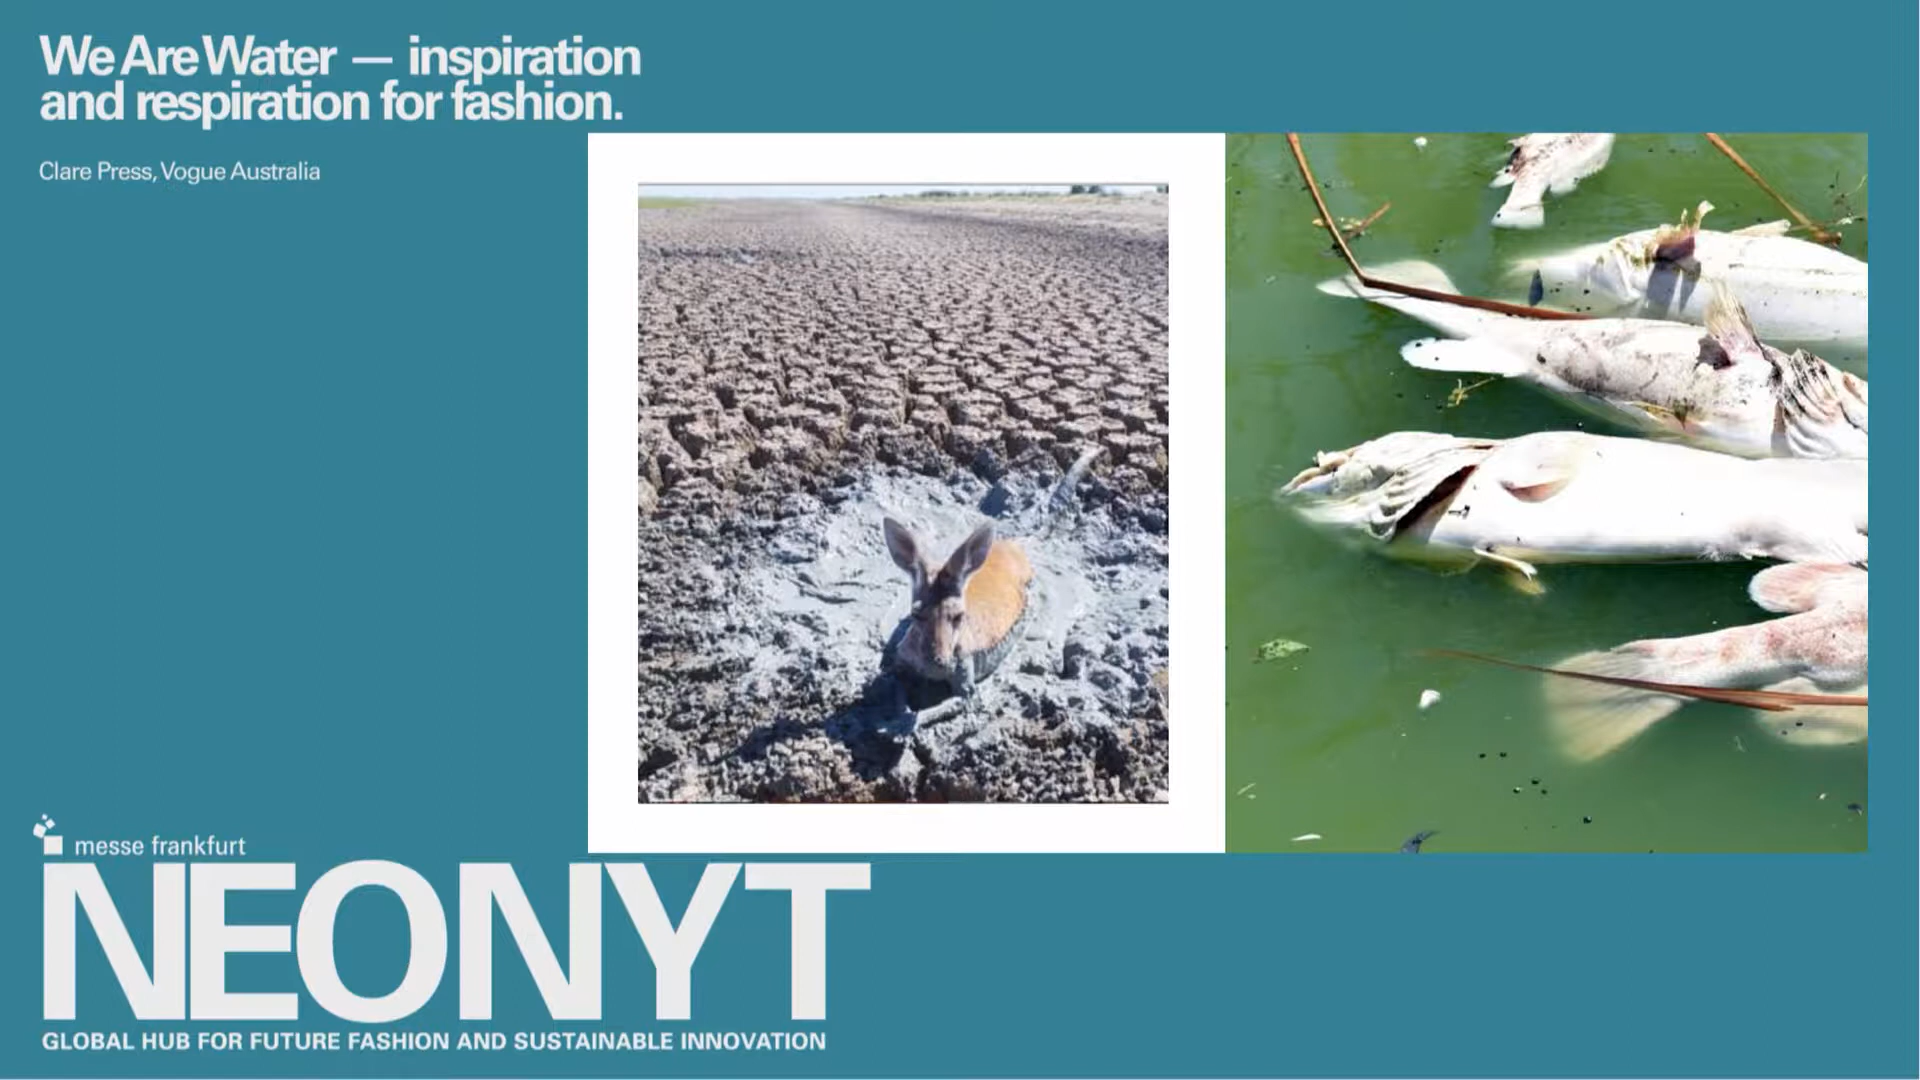 We Are Water — inspiration
and respiration for fashion.
Clare Press, Vogue Australia
messe frankfurt
NEONYT
GLOBAL HUB FOR FUTURE FASHION AND SUSTAINABLE INNOVATION